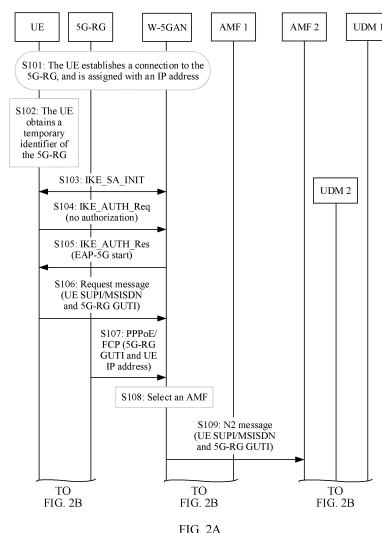 UE
5G-RG
W-5GAN
AMF 1
AMF 2
UDM 1
S101: The UE establishes a connection to the
5G-RG, and is assigned with an IP address
S102: The UE
obtains a
temporary
identifier of
the 5G-RG
S103: IKE_SA_INIT
UDM 2
S104: IKE_AUTH_Req
(no authorization)
S105: IKE_AUTH_Res
(EAP-5G start)
S106: Request message
(UE SUPI/MSISDN
and 5G-RG GUTI)
S107: PPPoE/
FCP (5G-RG
GUTI and UE
IP address)
S108: Select an AMF
S109: N2 message
(UE SUPI/MSISDN
and 5G-RG GUTI)
TO
FIG. 2B
TO
FIG. 2B
TO
FIG. 2B
FIG. 2A